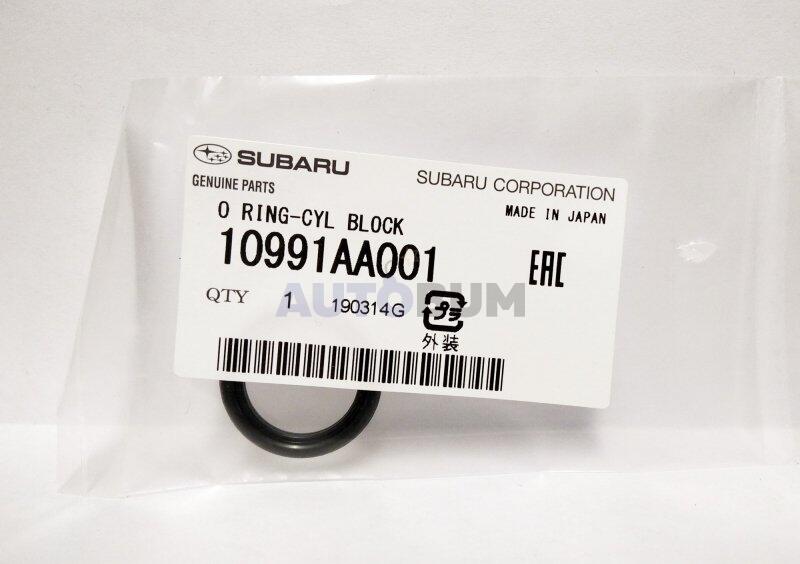 SUBARU
SUBARU CORPORATION
GENUINE PARTS
MADE IN JAPAN
O RING-CYL BLOCK
10991AA001
EAC
QTY 1 190314G プラ
外装
AUTORUM